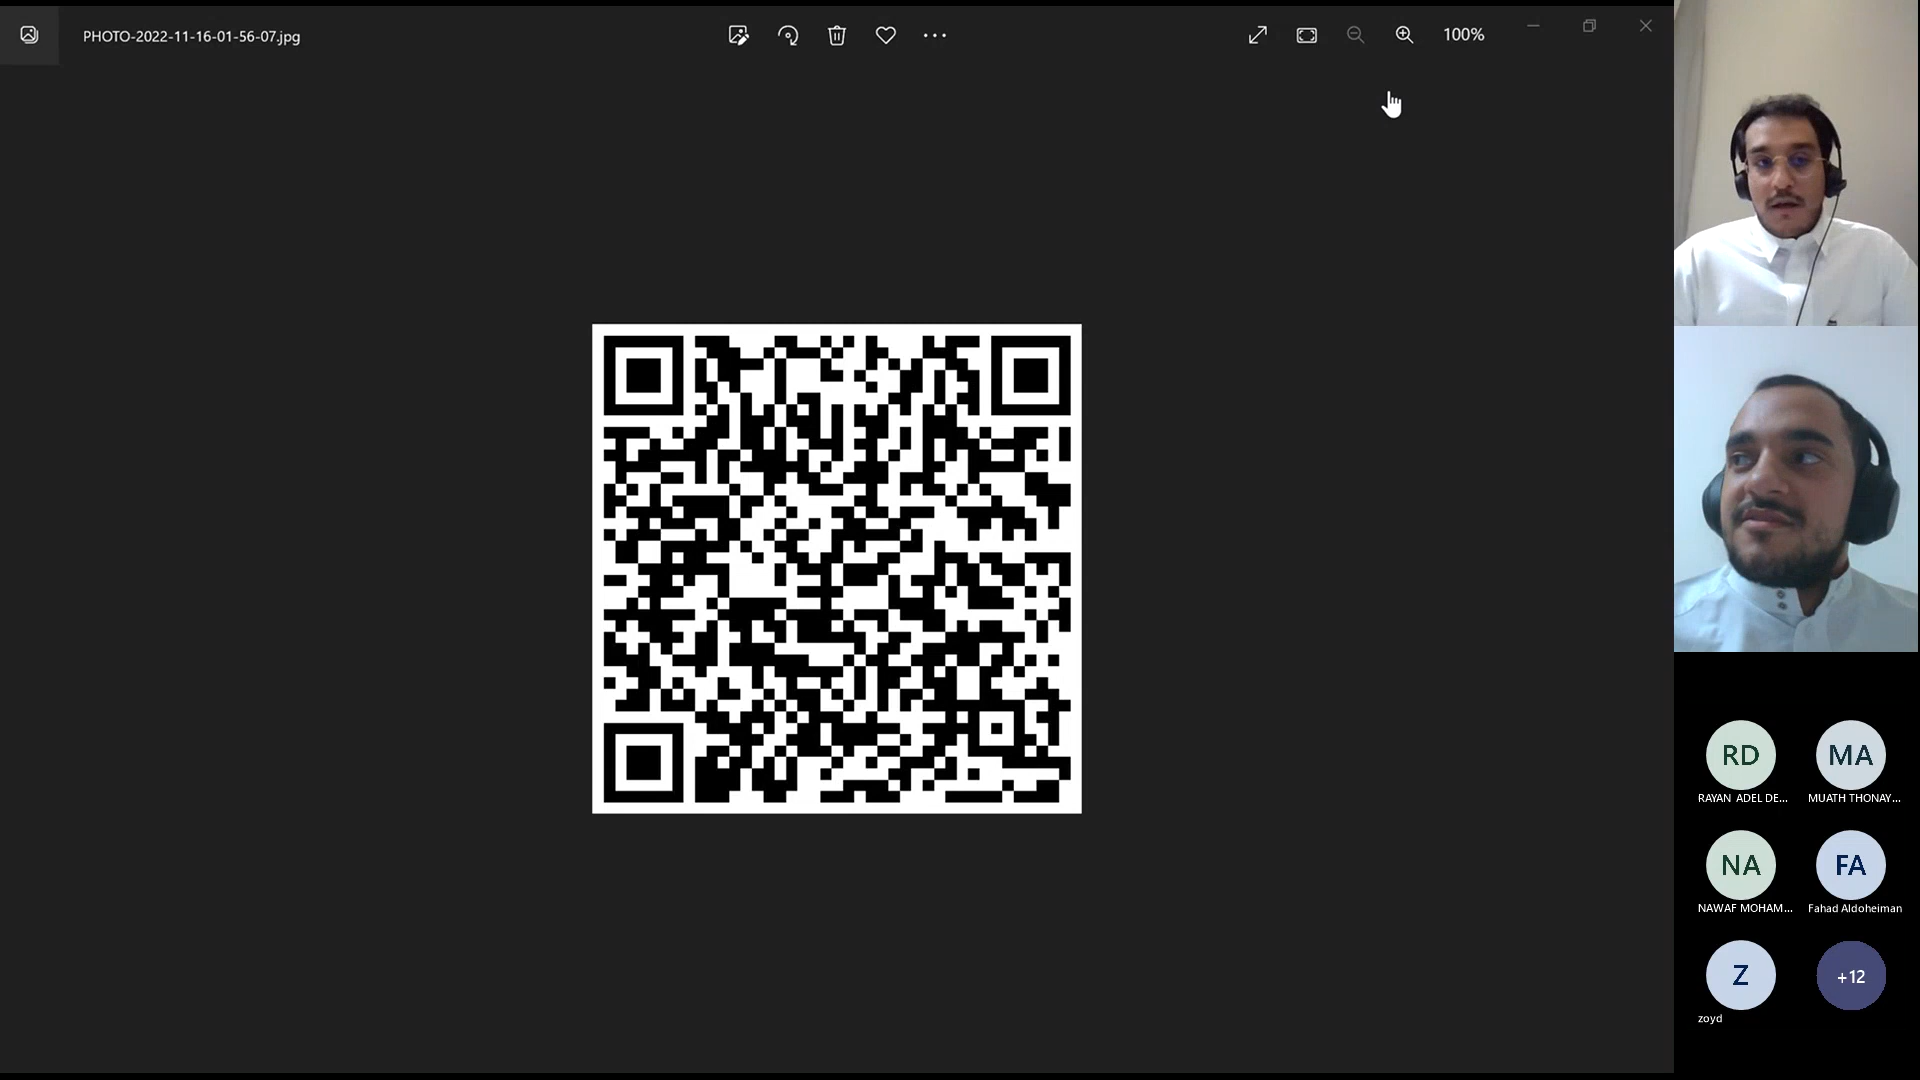 PHOTO-2022-11-16-01-56-07.jpg
100%
RD
MA
RAYAN ADEL DE...
MUATH THONAY...
NA
FA
NAWAF MOHAM...
Fahad Aldoheiman
Z
+12
zoyd